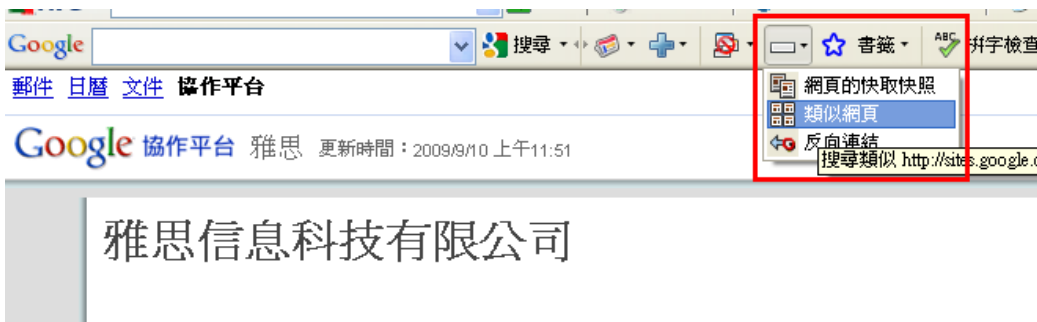 Google 搜尋 書籤 ABC 拼字檢查
網頁的快取快照
郵件 日曆 文件 協作平台
類似網頁
反向連結
Google 協作平台 雅思 更新時間：2009/9/10 上午11:51
搜尋類似 http://sites.google.c
雅思信息科技有限公司